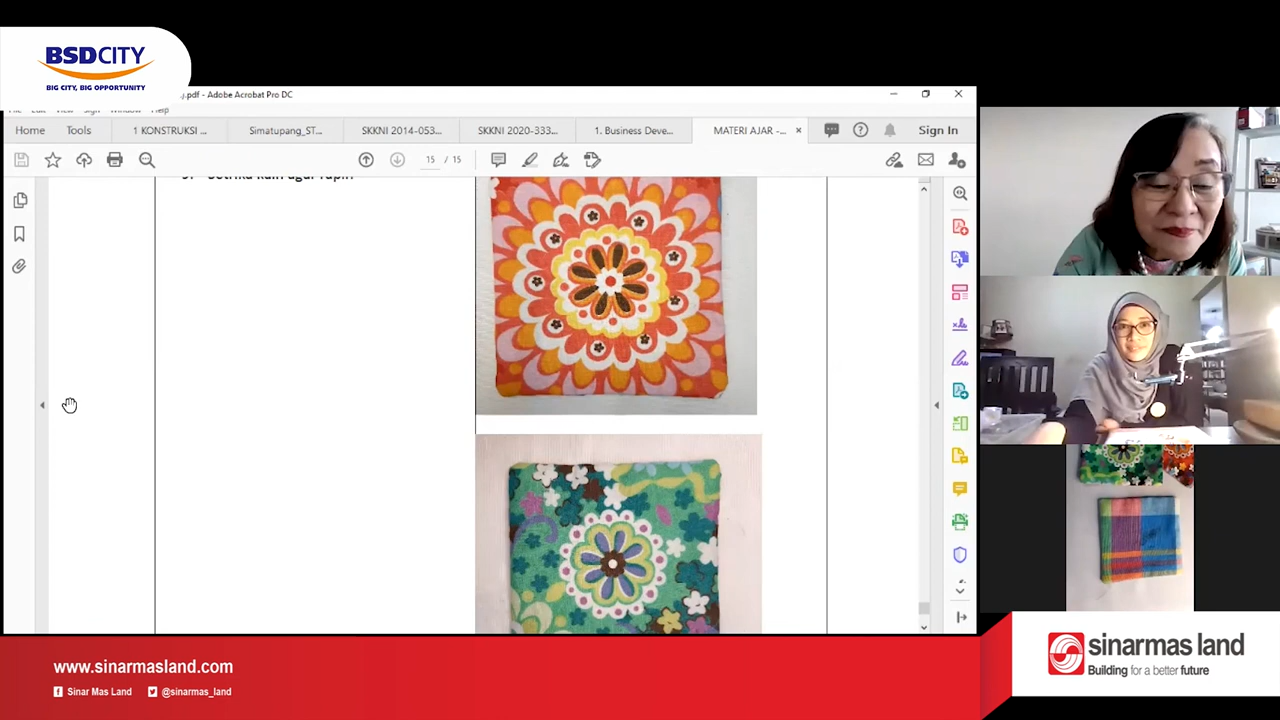 BSDCITY
BIG CITY, BIG OPPORTUNITY
.pdf - Adobe Acrobat Pro DC
Home
Tools
1 KONSTRUKSI ...
Simatupang_ST...
SKKNI 2014-053...
SKKNI 2020-333...
1. Business Deve...
MATERI AJAR -...
Sign In
15 / 15
sinarmas land
Building for a better future
www.sinarmasland.com
Sinar Mas Land
@sinarmas_land